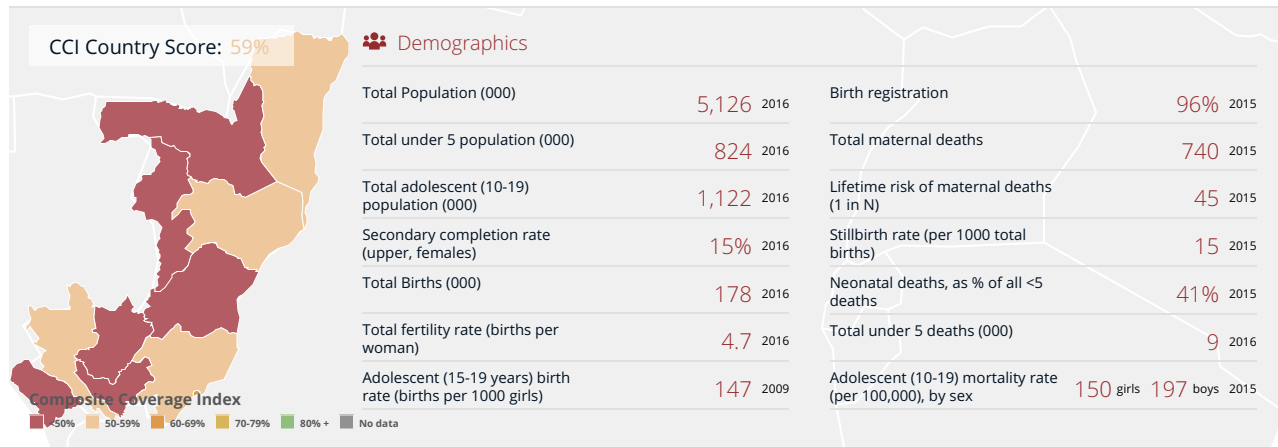 CCI Country Score: 59%
Demographics
Total Population (000)
5,126 2016
Total under 5 population (000)
824 2016
Total adolescent (10-19)
population (000)
1,122 2016
Secondary completion rate
(upper, females)
15% 2016
Total Births (000)
178 2016
Total fertility rate (births per
woman)
4.7 2016
Adolescent (15-19 years) birth
rate (births per 1000 girls)
147 2009
Birth registration
96% 2015
Total maternal deaths
740 2015
Lifetime risk of maternal deaths
(1 in N)
45 2015
Stillbirth rate (per 1000 total
births)
15 2015
Neonatal deaths, as % of all <5
deaths
41% 2015
Total under 5 deaths (000)
9 2016
Adolescent (10-19) mortality rate
(per 100,000), by sex
150 girls 197 boys 2015
Composite Coverage Index
<50% 50-59% 60-69% 70-79% 80% + No data